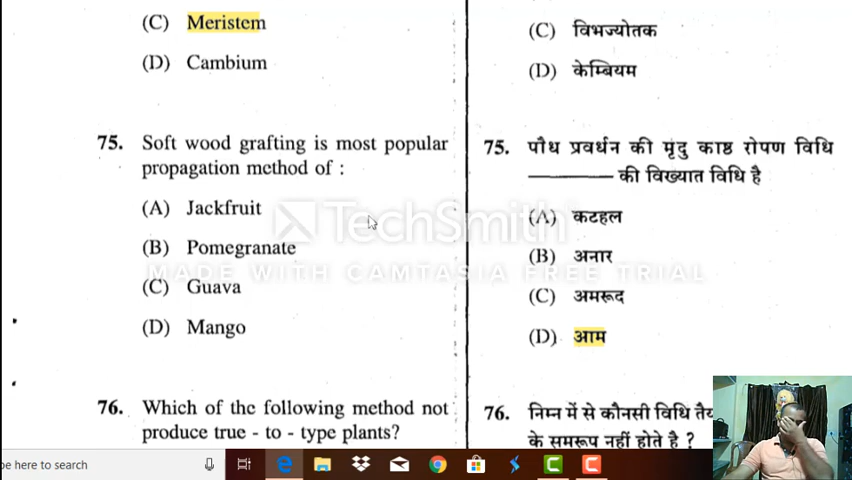 (C) Meristem
(D) Cambium
75. Soft wood grafting is most popular
propagation method of :
(A) Jackfruit
(B) Pomegranate
(C) Guava
(D) Mango
76. Which of the following method not
produce true - to - type plants?
(C) विभज्योतक
(D) केम्बियम
75. पौध प्रवर्धन की मृंदु काष्ठ रोपण विधि
———— की विख्यात विधि है
(A) कटहल
(B) अनार
(C) अमरूद
(D) आम
76. निम्न में से कौनसी विधि तैय
के समरूप नहीं होते है ?
TechSmith
MADE WITH CAMTASIA FREE TRIAL
pe here to search